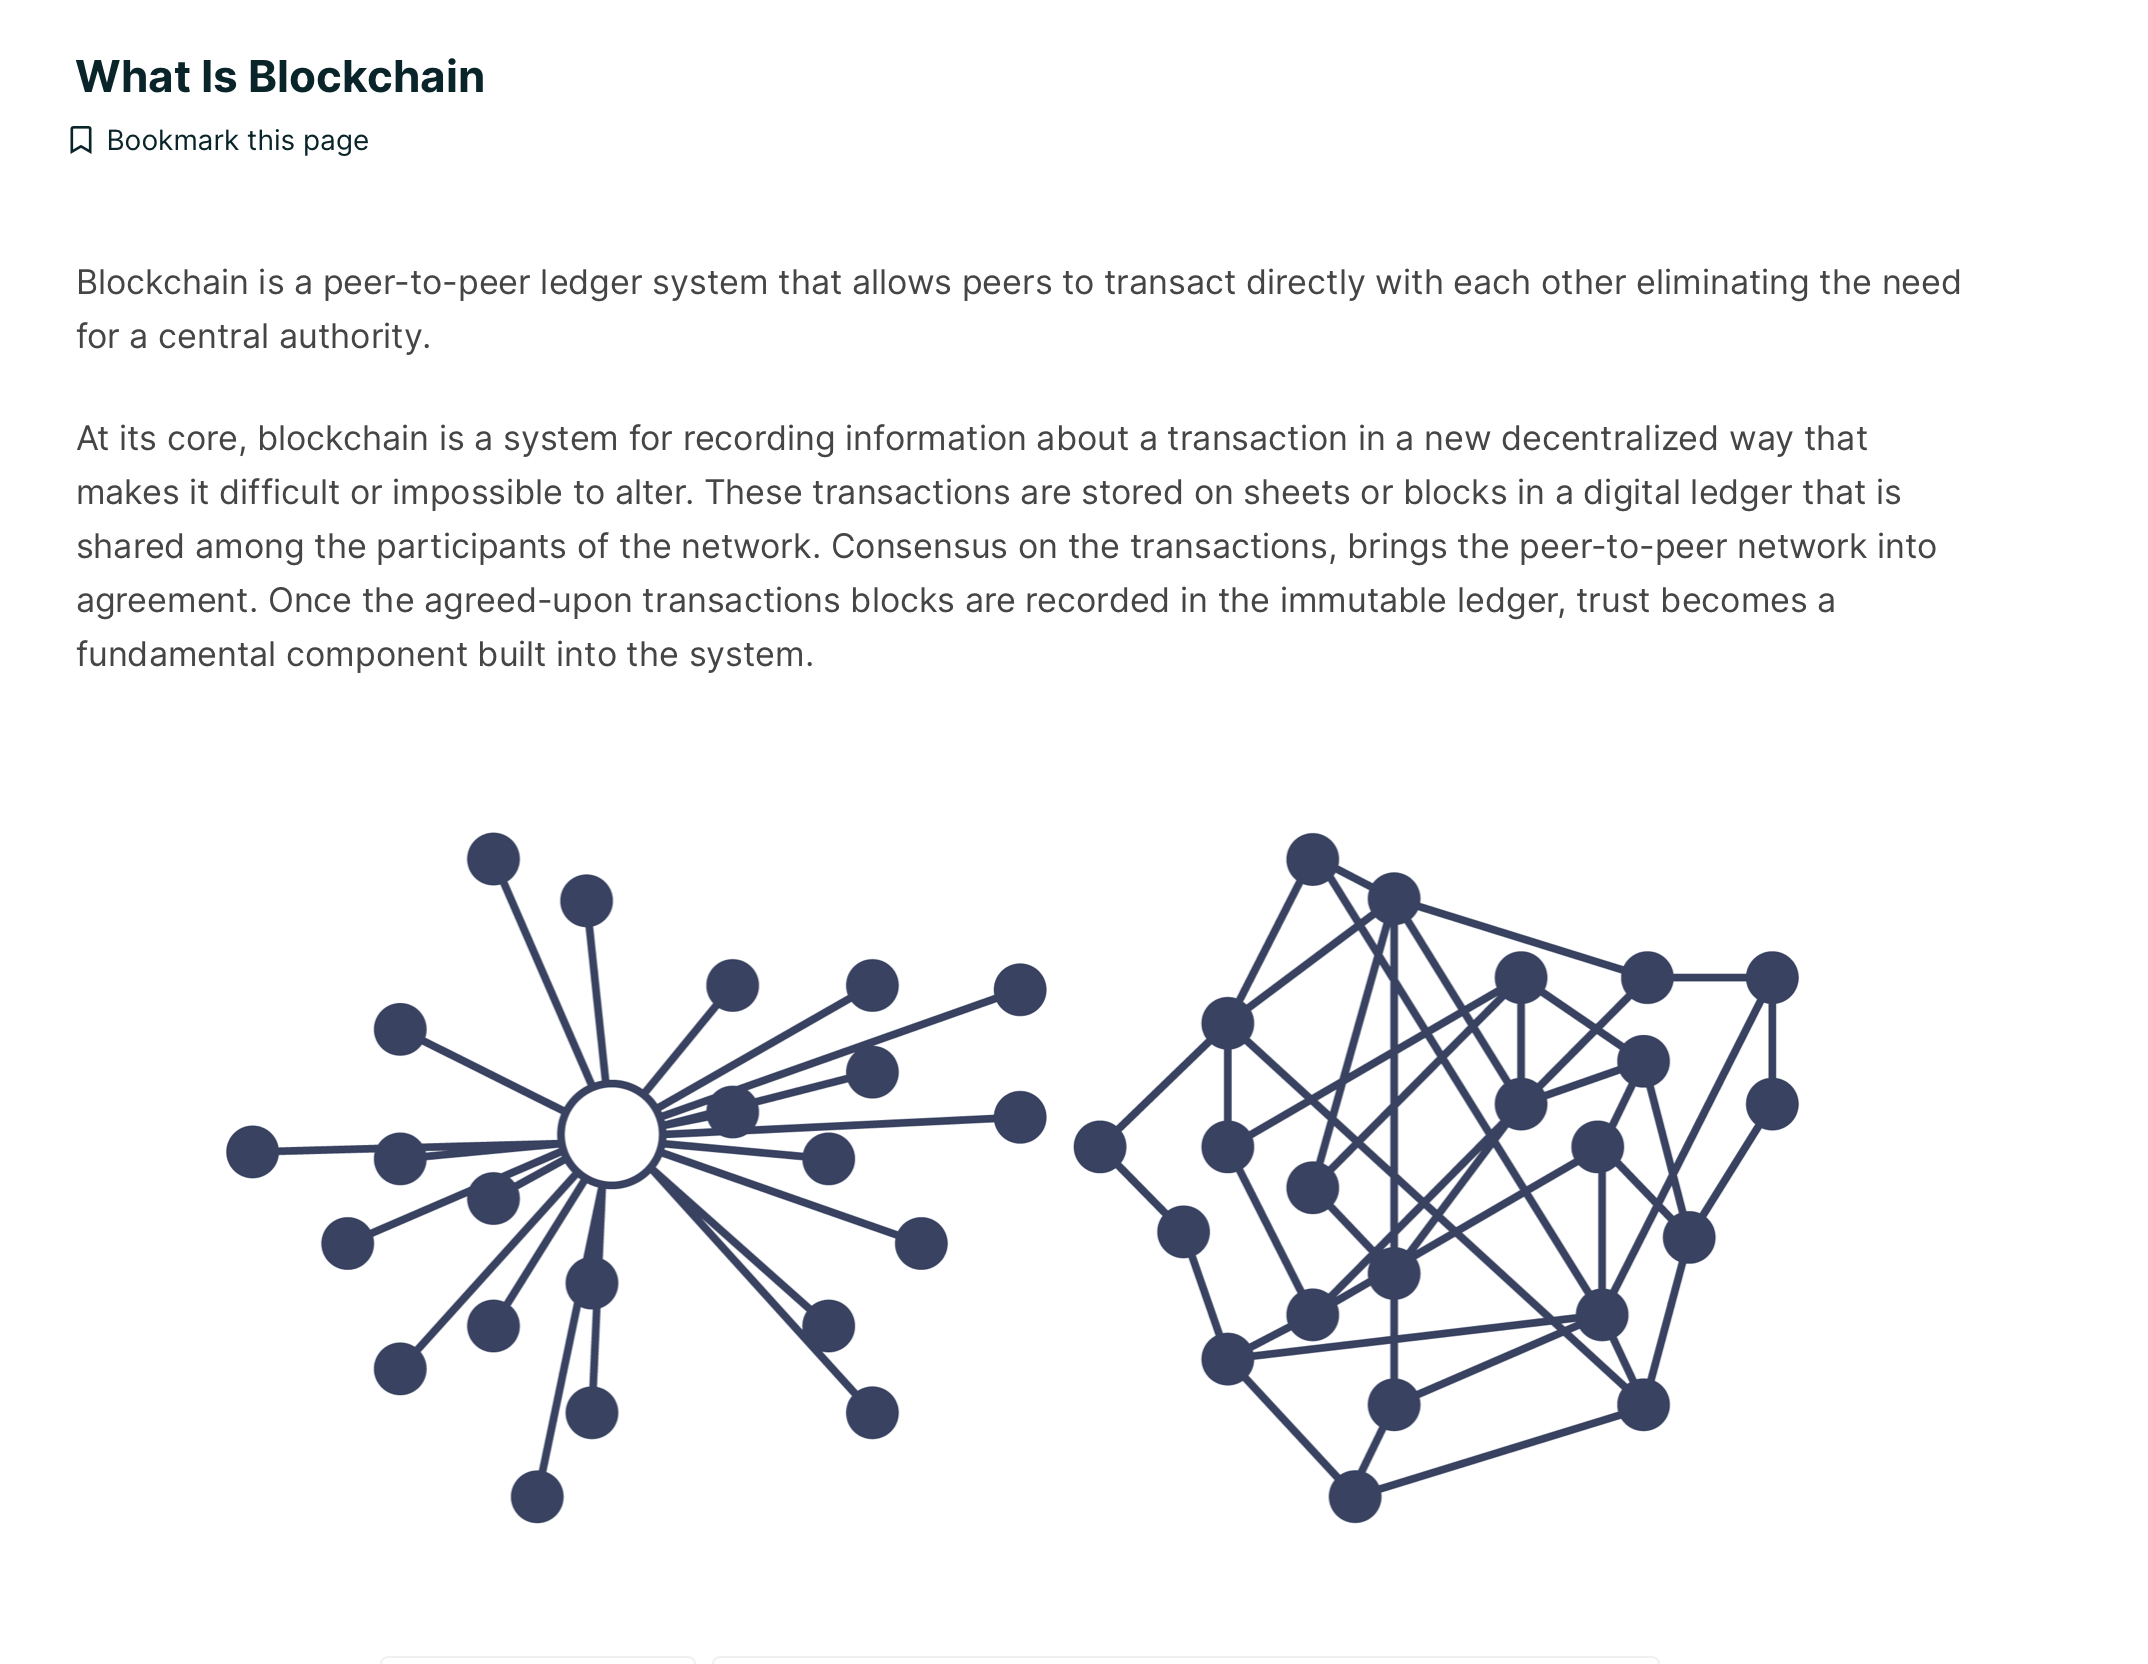 What Is Blockchain
Bookmark this page
Blockchain is a peer-to-peer ledger system that allows peers to transact directly with each other eliminating the need
for a central authority.
At its core, blockchain is a system for recording information about a transaction in a new decentralized way that
makes it difficult or impossible to alter. These transactions are stored on sheets or blocks in a digital ledger that is
shared among the participants of the network. Consensus on the transactions, brings the peer-to-peer network into
agreement. Once the agreed-upon transactions blocks are recorded in the immutable ledger, trust becomes a
fundamental component built into the system.